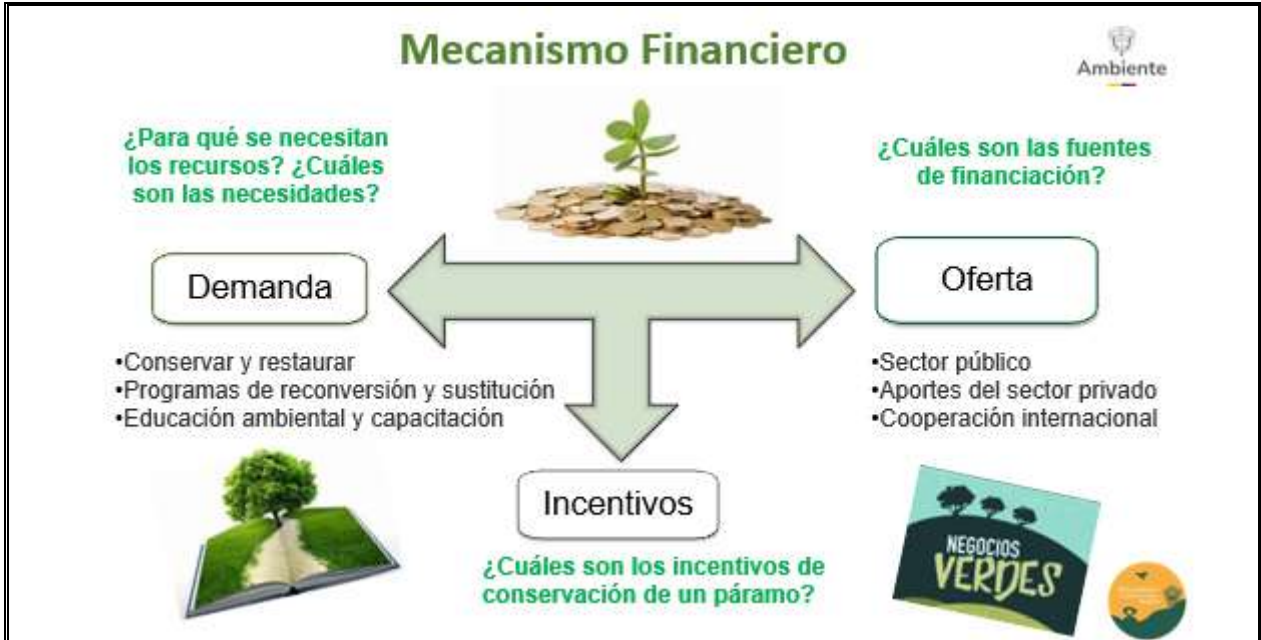 Mecanismo Financiero
Ambiente
¿Para qué se necesitan
los recursos? ¿Cuáles
son las necesidades?
¿Cuáles son las fuentes
de financiación?
Demanda
Oferta
•Conservar y restaurar
•Programas de reconversión y sustitución
•Educación ambiental y capacitación
•Sector público
•Aportes del sector privado
•Cooperación internacional
Incentivos
¿Cuáles son los incentivos de
conservación de un páramo?
NEGOCIOS
VERDES